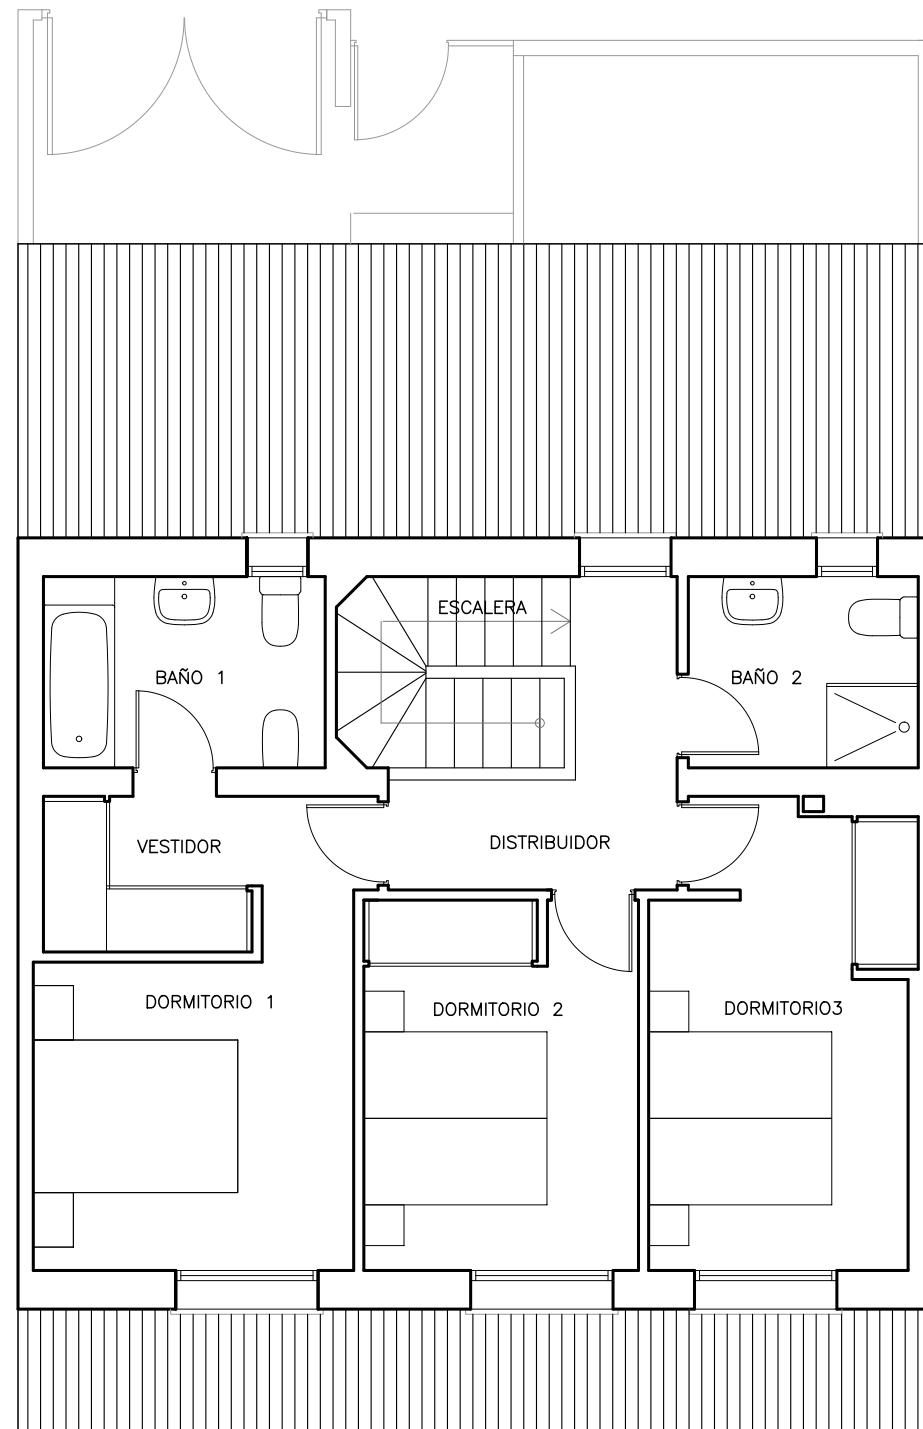 ESCALERA
BAÑO 1
BAÑO 2
VESTIDOR
DISTRIBUIDOR
DORMITORIO 1
DORMITORIO 2
DORMITORIO3